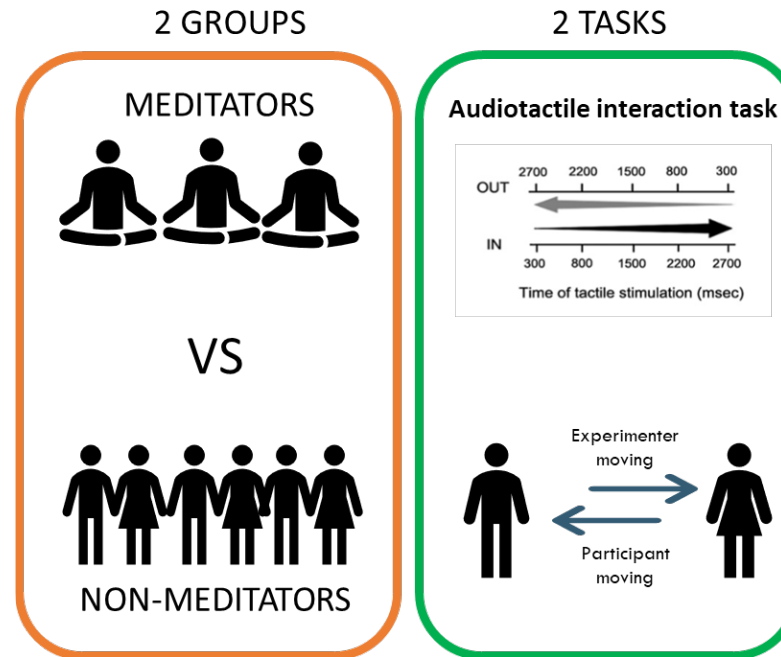 2 GROUPS
2 TASKS
MEDITATORS
VS
NON-MEDITATORS
Audiotactile interaction task
2700 2200 1500 800 300
OUT
IN
300 800 1500 2200 2700
Time of tactile stimulation (msec)
Experimenter
moving
Participant
moving